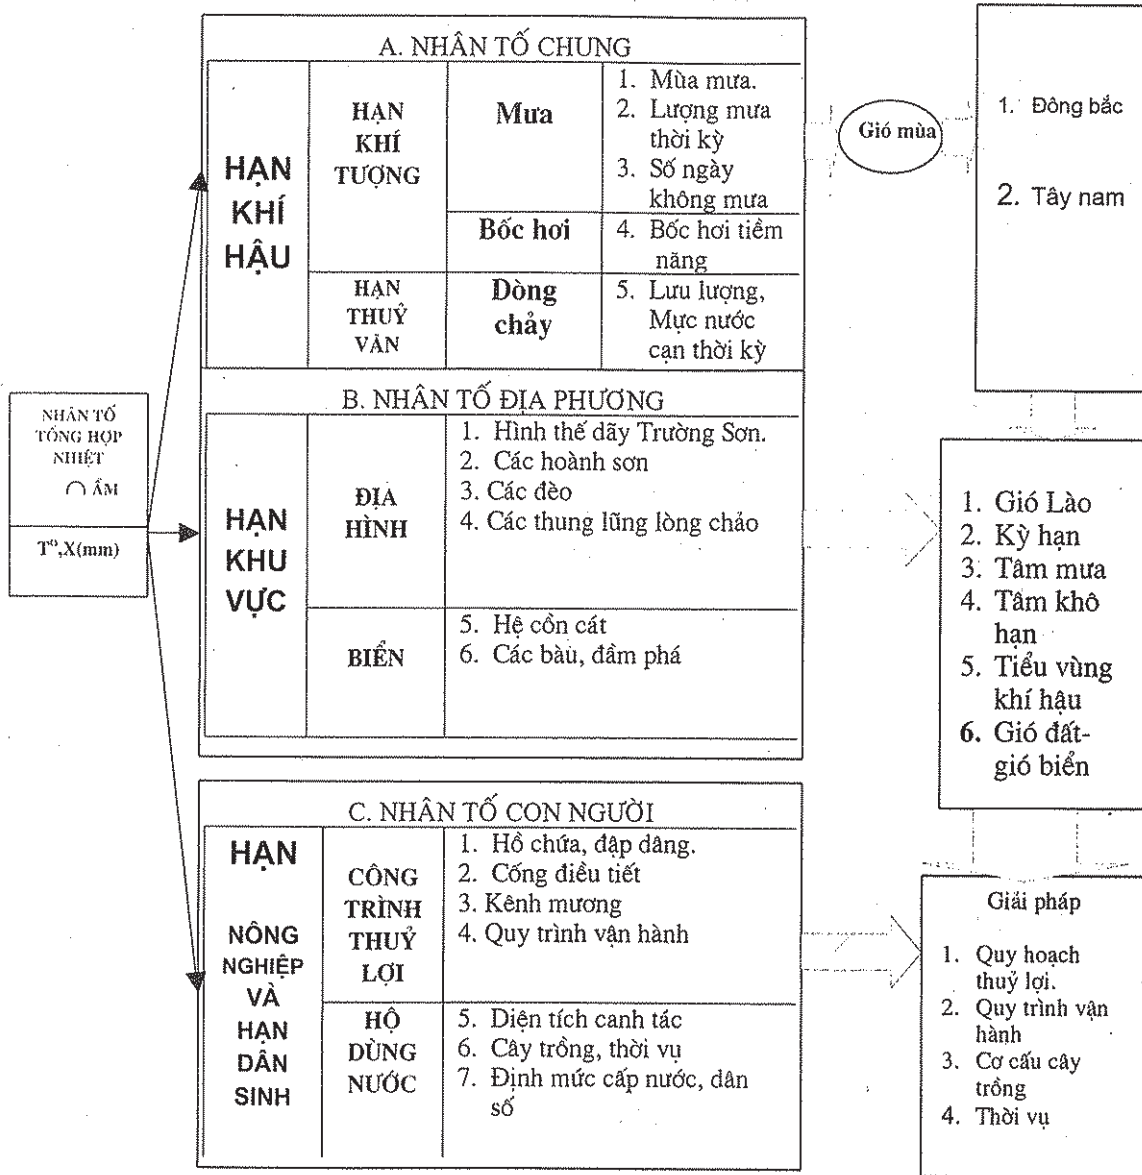 NHÂN TỐ
TỔNG HỢP
NHIỆT
∩ ẨM
T°,X(mm)
A. NHÂN TỐ CHUNG
HẠN
KHÍ
HẬU
HẠN
KHÍ
TƯỢNG
Mưa
1. Mùa mưa.
2. Lượng mưa
thời kỳ
3. Số ngày
không mưa
Bốc hơi
4. Bốc hơi tiềm
năng
HẠN
THUỶ
VĂN
Dòng
chảy
5. Lưu lượng,
Mực nước
cạn thời kỳ
Gió mùa
1. Đông bắc
2. Tây nam
B. NHÂN TỐ ĐỊA PHƯƠNG
HẠN
KHU
VỰC
ĐỊA
HÌNH
1. Hình thế dãy Trường Sơn.
2. Các hoành sơn
3. Các đèo
4. Các thung lũng lòng chảo
BIỂN
5. Hệ cồn cát
6. Các bàu, đầm phá
1. Gió Lào
2. Kỳ hạn
3. Tâm mưa
4. Tâm khô
hạn
5. Tiểu vùng
khí hậu
6. Gió đất-
gió biển
C. NHÂN TỐ CON NGƯỜI
HẠN
NÔNG
NGHIỆP
VÀ
HẠN
DÂN
SINH
CÔNG
TRÌNH
THUỶ
LỢI
1. Hồ chứa, đập dâng.
2. Cống điều tiết
3. Kênh mương
4. Quy trình vận hành
HỘ
DÙNG
NƯỚC
5. Diện tích canh tác
6. Cây trồng, thời vụ
7. Định mức cấp nước, dân
số
Giải pháp
1. Quy hoạch
thuỷ lợi.
2. Quy trình vận
hành
3. Cơ cấu cây
trồng
4. Thời vụ